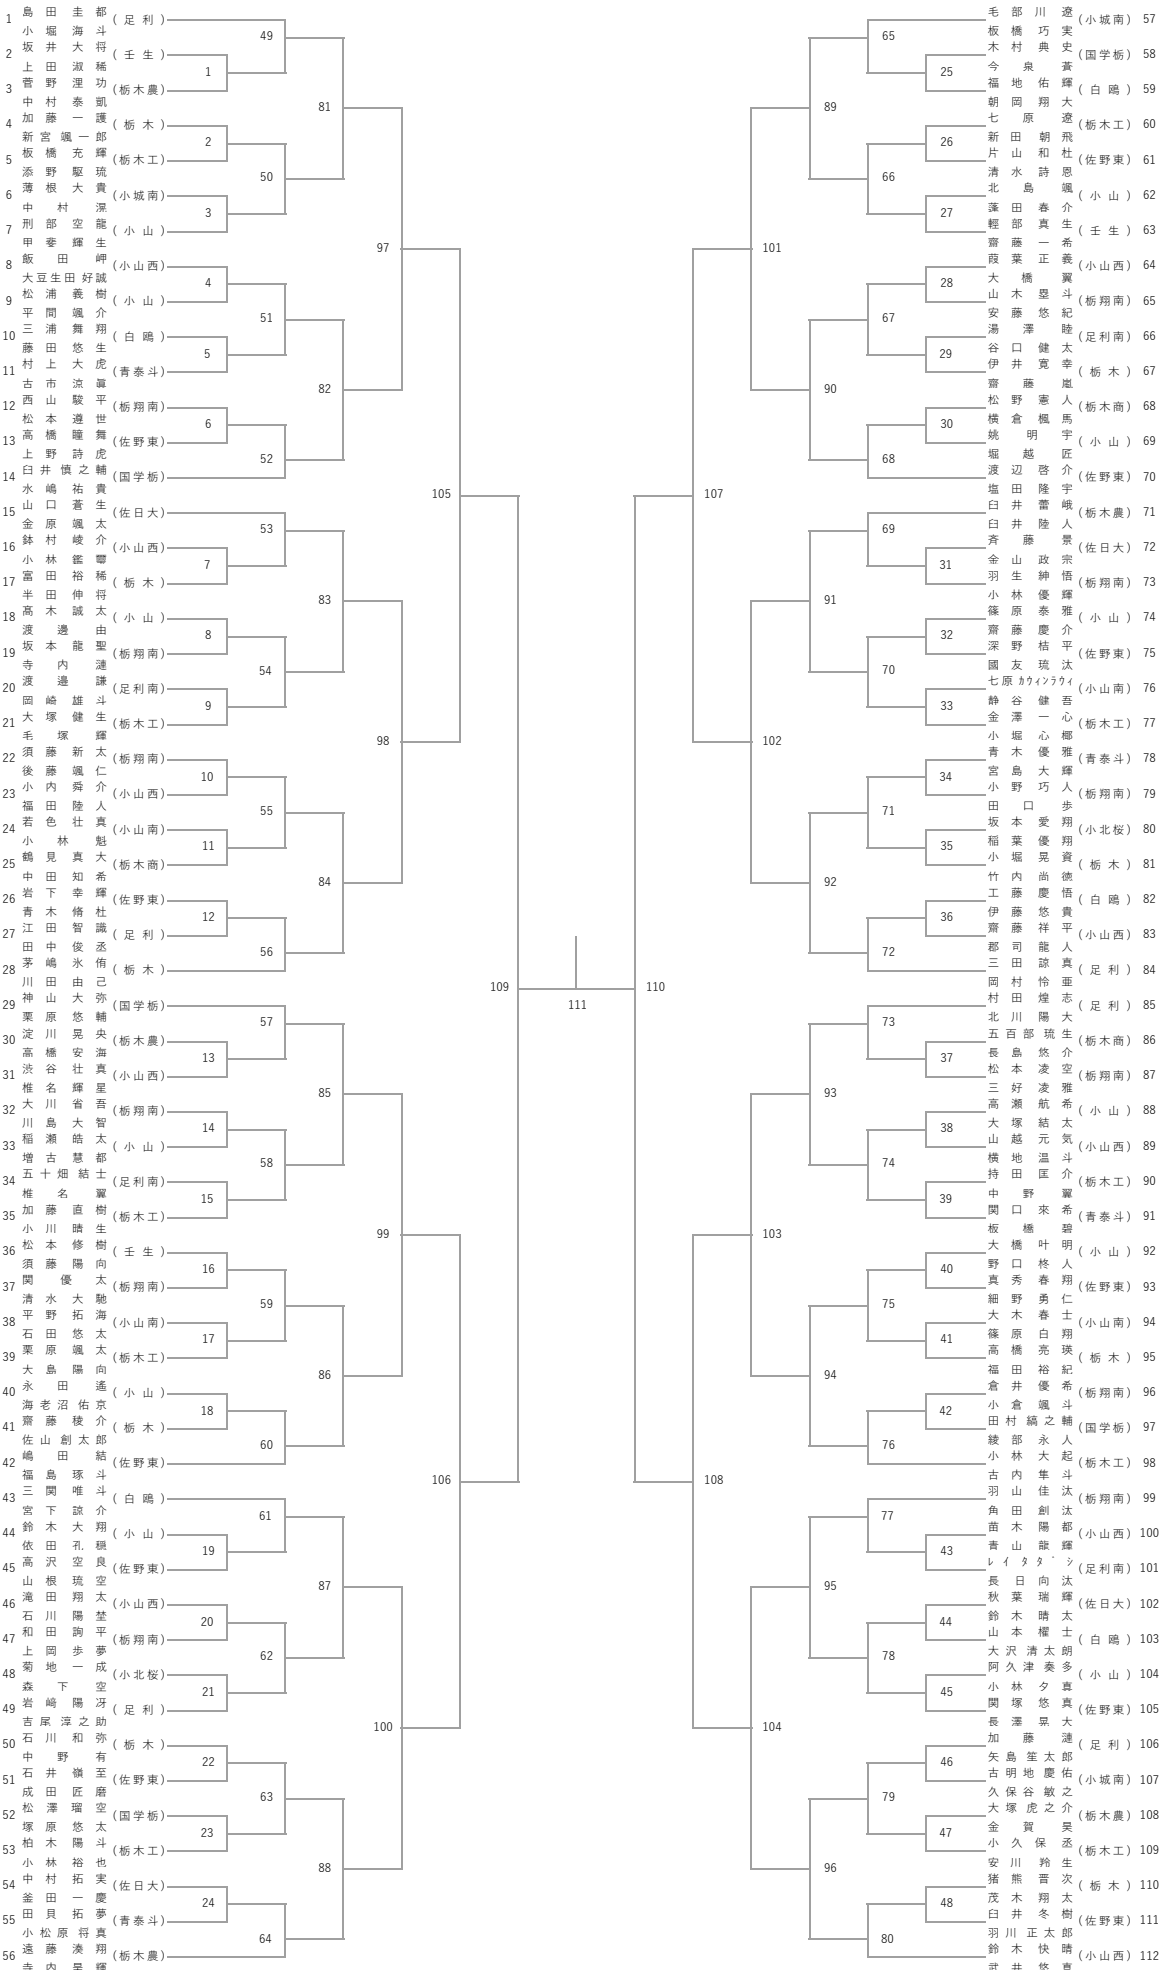 1 島田圭都 (足利)
小堀海斗
2 坂井大将 (壬生)
上田淑稀
3 菅野浬功 (栃木農)
中村泰凱
4 加藤一護 (栃木)
新宮颯一郎
5 板橋充輝 (栃木工)
添野駆琉
6 薄根大貴 (小城南)
中村滉
7 刑部空龍 (小山)
甲斐輝生
8 飯田岬 (小山西)
大豆生田好誠
9 松浦義樹 (小山)
平間颯介
10 三浦舞翔 (白鴎)
藤田悠生
11 村上大虎 (青泰斗)
古市涼眞
12 西山駿平 (栃翔南)
松本遵世
13 高橋瞳舞 (佐野東)
上野詩虎
14 臼井慎之輔 (国学栃)
水嶋祐貴
15 山口蒼生 (佐日大)
金原颯太
16 鉢村崚介 (小山西)
小林鑑
17 富田裕稀 (栃木)
半田伸将
18 髙木誠太 (小山)
渡邊由
19 坂本龍聖 (栃翔南)
寺内漣
20 渡邉謙 (足利南)
岡崎雄斗
21 大塚健生 (栃木工)
毛塚輝
22 須藤新太 (栃翔南)
後藤颯仁
23 小内舜介 (小山西)
福田陸人
24 若色壮真 (小山南)
小林魁
25 鶴見真大 (栃木商)
中田知希
26 岩下幸輝 (佐野東)
青木脩杜
27 江田智識 (足利)
田中俊丞
28 茅嶋氷侑 (栃木)
川田由己
29 神山大弥 (国学栃)
栗原悠輔
30 淀川晃央 (栃木農)
高橋安海
31 渋谷壮真 (小山西)
椎名輝星
32 大川省吾 (栃翔南)
川島大智
33 稲瀬皓太 (小山)
増古慧都
34 五十畑結士 (足利南)
椎名翼
35 加藤直樹 (栃木工)
小川晴生
36 松本修樹 (壬生)
須藤陽向
37 関優太 (栃翔南)
清水大馳
38 平野拓海 (小山南)
石田悠太
39 栗原颯太 (栃木工)
大島陽向
40 永田遙 (小山)
海老沼佑京
41 齋藤稜介 (栃木)
佐山創太郎
42 嶋田結 (佐野東)
福島琢斗
43 三関唯斗 (白鴎)
宮下諒介
44 鈴木大翔 (小山)
依田孔穏
45 高沢空良 (佐野東)
山根琉空
46 滝田翔太 (小山西)
石川陽埜
47 和田詢平 (栃翔南)
上岡歩夢
48 菊地一成 (小北桜)
森下空
49 岩﨑陽冴 (足利)
吉尾淳之助
50 石川和弥 (栃木)
中野有
51 石井嶺至 (佐野東)
成田匠磨
52 松澤瑠空 (国学栃)
塚原悠太
53 柏木陽斗 (栃木工)
小林裕也
54 中村拓実 (佐日大)
釜田一慶
55 田貝拓夢 (青泰斗)
小松原将真
56 遠藤湊翔 (栃木農)
寺内昊輝
49
1
81
2
50
3
97
4
51
5
82
6
52
105
53
7
83
8
54
9
98
10
55
11
84
12
56
109
57
13
85
14
58
15
99
16
59
17
86
18
60
106
61
19
87
20
62
21
100
22
63
23
88
24
64
111
65
25
89
26
66
27
101
28
67
29
90
30
68
107
69
31
91
32
70
33
102
34
71
35
92
36
72
110
73
37
93
38
74
39
103
40
75
41
94
42
76
108
77
43
95
44
78
45
104
46
79
47
96
48
80
毛部川遼 (小城南) 57
板橋巧実
木村典史 (国学栃) 58
今泉蒼
福地佑輝 (白鴎) 59
朝岡翔大
七原遼 (栃木工) 60
新田朝飛
片山和杜 (佐野東) 61
清水詩恩
北島颯 (小山) 62
蓬田春介
輕部真生 (壬生) 63
齋藤一希
葭葉正義 (小山西) 64
大橋翼
山木塁斗 (栃翔南) 65
安藤悠紀
湯澤睦 (足利南) 66
谷口健太
伊井寛幸 (栃木) 67
齋藤嵐
松野憲人 (栃木商) 68
横倉楓馬
姚明宇 (小山) 69
堀越匠
渡辺啓介 (佐野東) 70
塩田隆宇
臼井蕾峨 (栃木農) 71
臼井陸人
斉藤景 (佐日大) 72
金山政宗
羽生紳悟 (栃翔南) 73
小林優輝
篠原泰雅 (小山) 74
齋藤慶介
深野桔平 (佐野東) 75
國友琉汰
七原ｶｳｨﾝﾗｳｨ (小山南) 76
静谷健吾
金澤一心 (栃木工) 77
小堀心椰
青木優雅 (青泰斗) 78
宮島大輝
小野巧人 (栃翔南) 79
田口歩
坂本愛翔 (小北桜) 80
稲葉優翔
小堀晃資 (栃木) 81
竹内尚徳
工藤慶悟 (白鴎) 82
伊藤悠貴
齋藤祥平 (小山西) 83
郡司龍人
三田諒真 (足利) 84
岡村怜亜
村田煌志 (足利) 85
北川陽大
五百部琉生 (栃木商) 86
長島悠介
松本凌空 (栃翔南) 87
三好凌雅
高瀬航希 (小山) 88
大塚結太
山越元気 (小山西) 89
横地温斗
持田匡介 (栃木工) 90
中野翼
関口來希 (青泰斗) 91
板橋碧
大橋叶明 (小山) 92
野口柊人
真秀春翔 (佐野東) 93
細野勇仁
大木春士 (小山南) 94
篠原白翔
高橋亮瑛 (栃木) 95
福田裕紀
倉井優希 (栃翔南) 96
小倉颯斗
田村縞之輔 (国学栃) 97
綾部永人
小林大起 (栃木工) 98
古内隼斗
羽山佳汰 (栃翔南) 99
角田創汰
苗木陽都 (小山西) 100
青山龍輝
ﾚｲﾀﾀﾞｼ (足利南) 101
長日向汰
秋葉瑞輝 (佐日大) 102
鈴木晴太
山本櫂士 (白鴎) 103
大沢清太朗
阿久津奏多 (小山) 104
小林夕真
関塚悠真 (佐野東) 105
長澤晃大
加藤漣 (足利) 106
矢島笙太郎
古明地慶佑 (小城南) 107
久保谷敏之
大塚虎之介 (栃木農) 108
金賀昊
小久保丞 (栃木工) 109
安川羚生
猪熊晋次 (栃木) 110
茂木翔太
臼井冬樹 (佐野東) 111
羽川正太郎
鈴木快晴 (小山西) 112
武井悠真